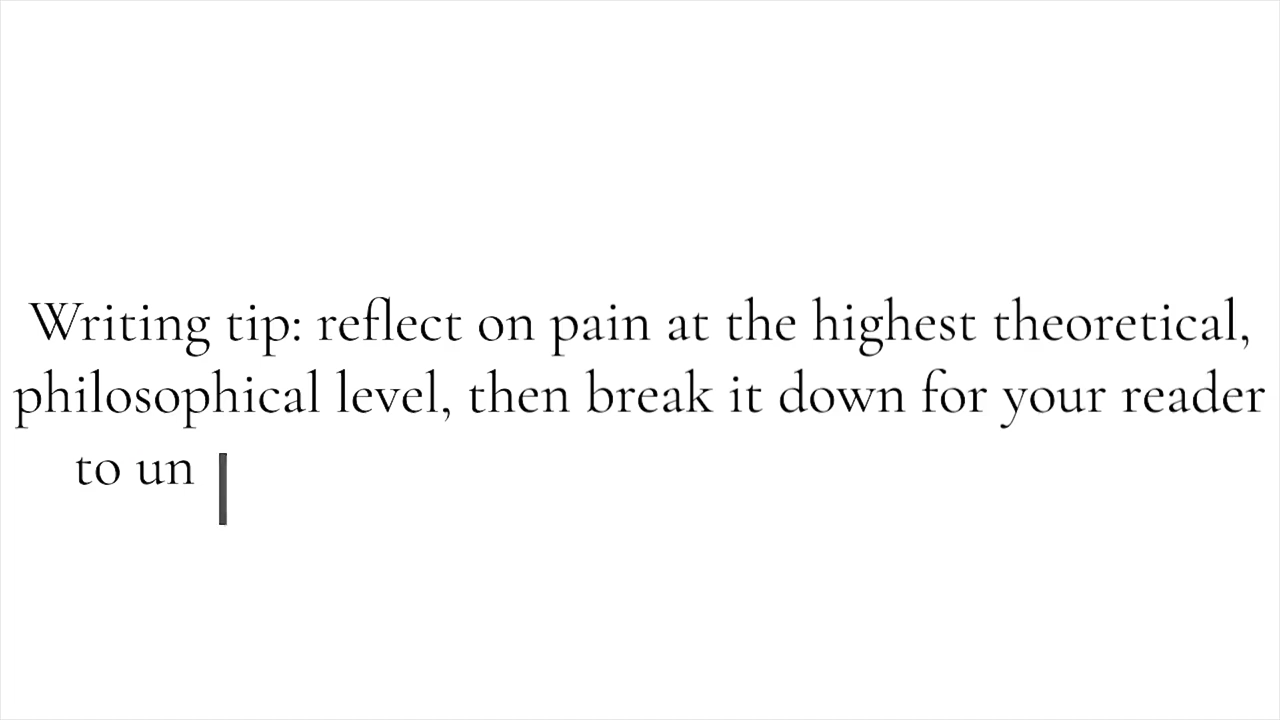 Writing tip: reflect on pain at the highest theoretical,
philosophical level, then break it down for your reader
to un